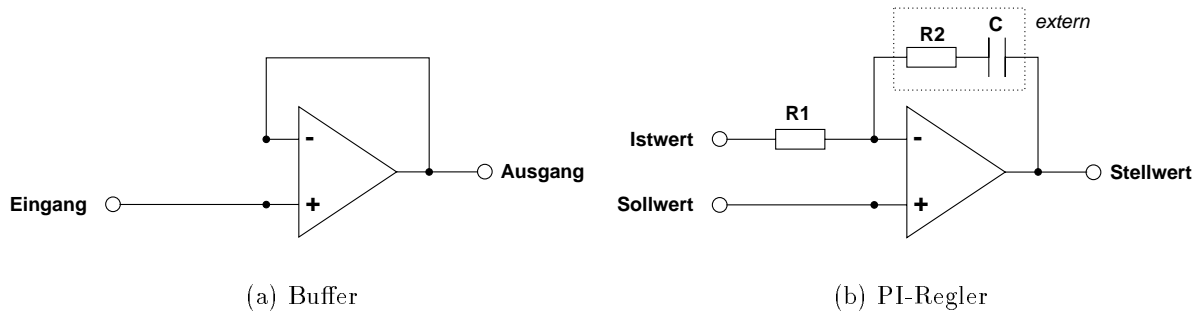 Eingang
-
+
Ausgang
(a) Buffer
extern
R2
C
R1
Istwert
-
Sollwert
+
Stellwert
(b) PI-Regler